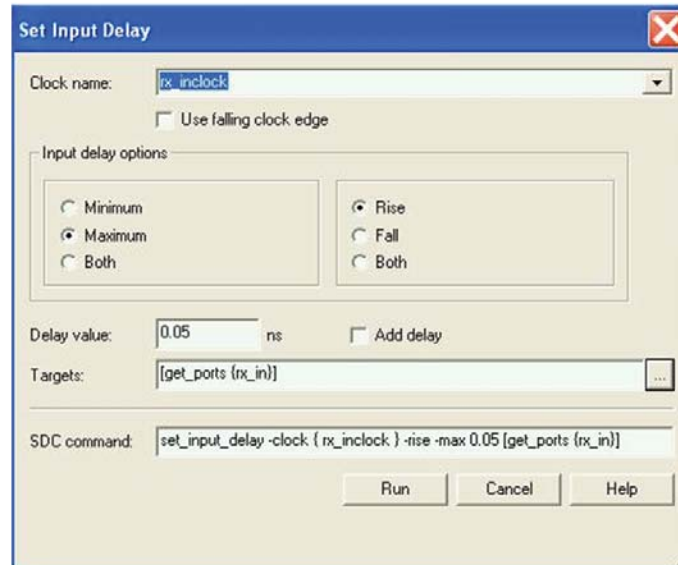 Set Input Delay
Clock name: rx_inclock
Use falling clock edge
Input delay options
Minimum
Maximum
Both
Rise
Fall
Both
Delay value: 0.05 ns Add delay
Targets: [get_ports {rx_in}] ...
SDC command: set_input_delay -clock { rx_inclock } -rise -max 0.05 [get_ports {rx_in}]
Run Cancel Help